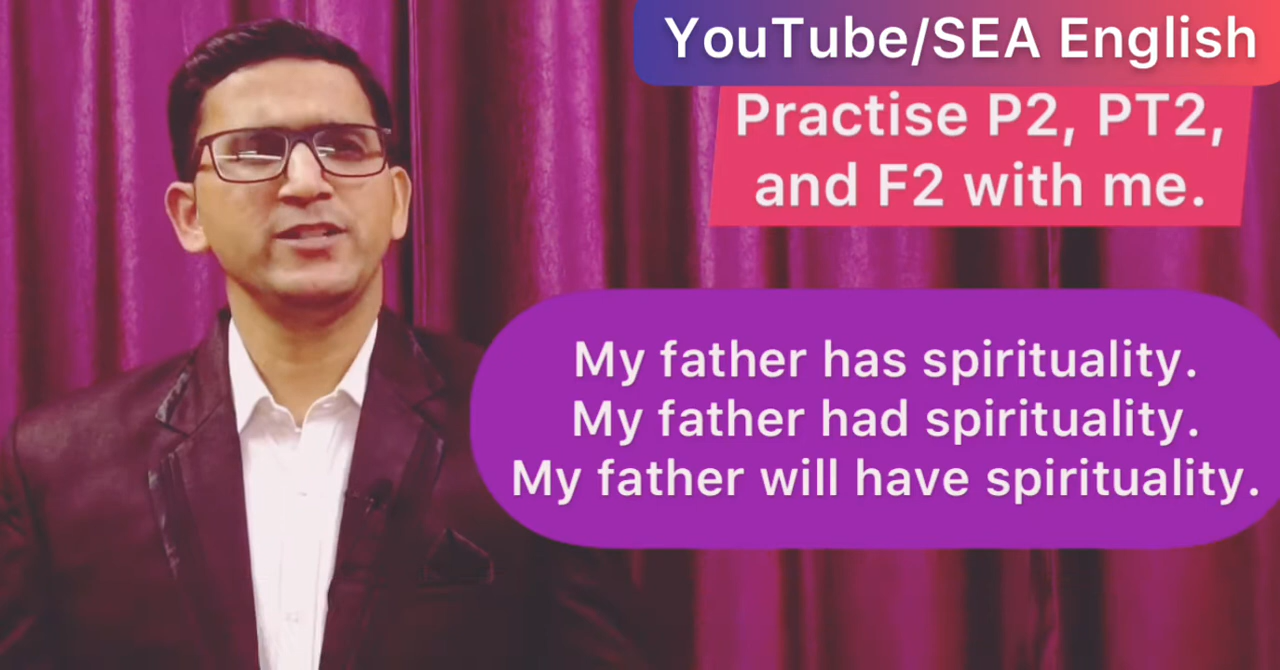 YouTube/SEA English
Practise P2, PT2,
and F2 with me.
My father has spirituality.
My father had spirituality.
My father will have spirituality.